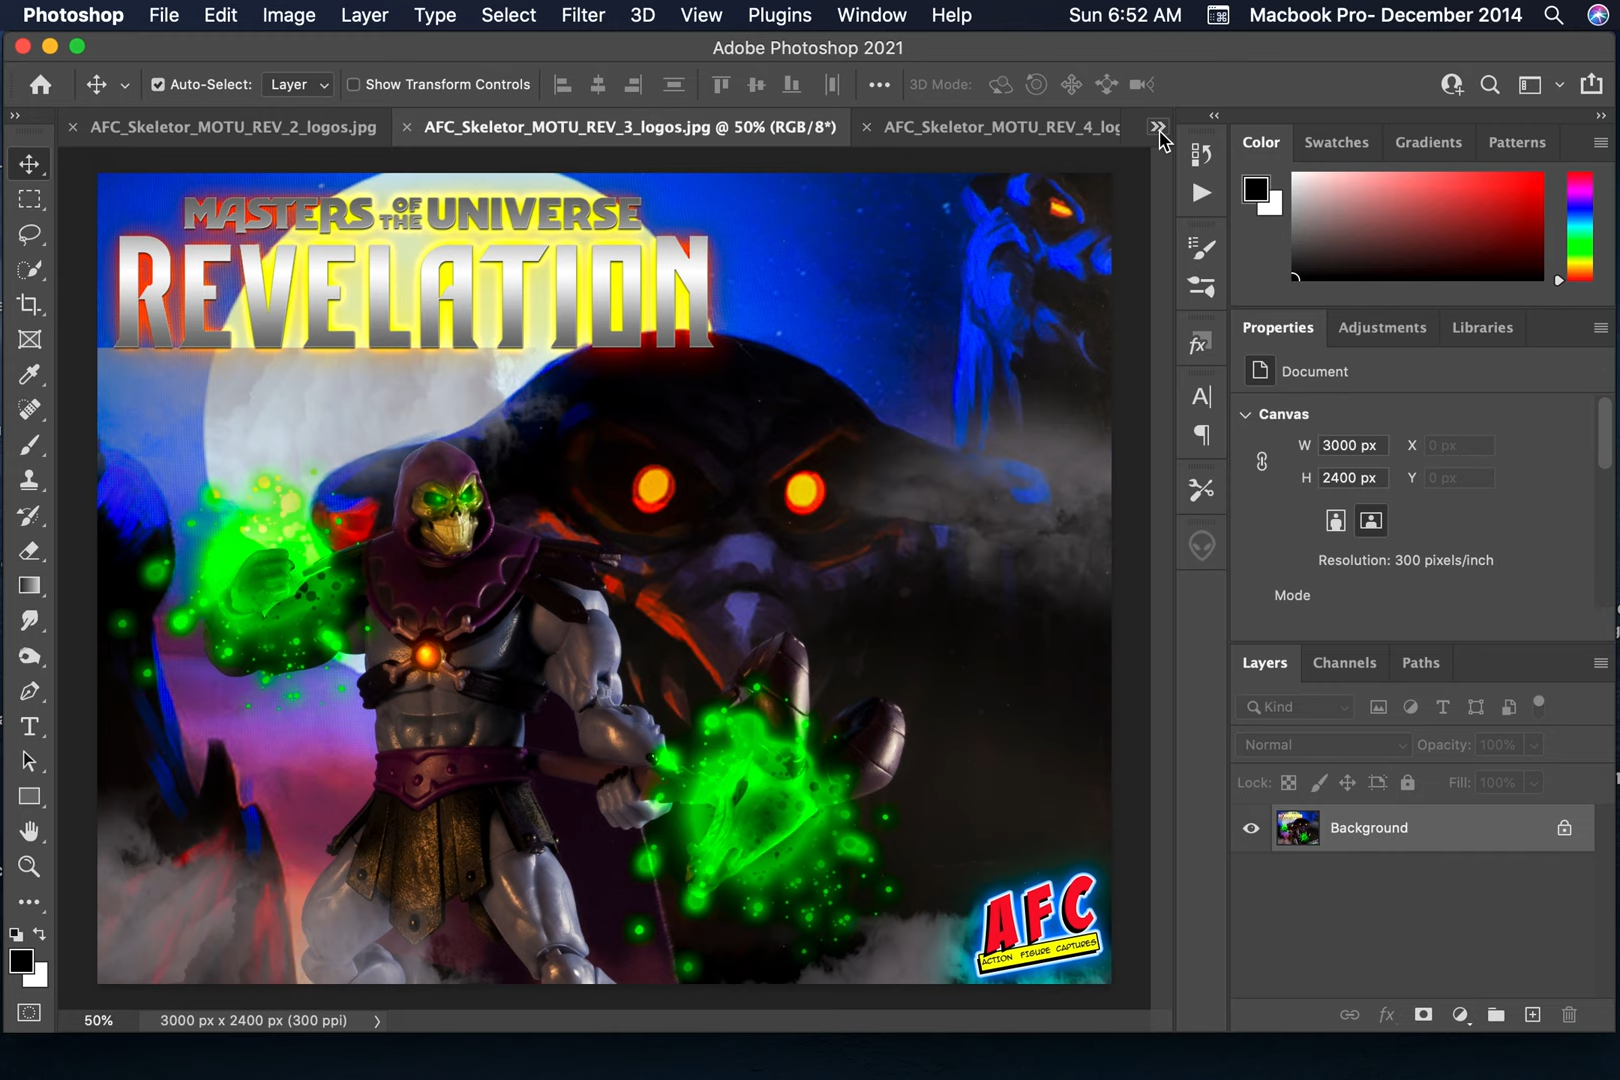 Photoshop File Edit Image Layer Type Select Filter 3D View Plugins Window Help Sun 6:52 AM Macbook Pro- December 2014
Adobe Photoshop 2021
Auto-Select: Layer Show Transform Controls 3D Mode:
AFC_Skeletor_MOTU_REV_2_logos.jpg AFC_Skeletor_MOTU_REV_3_logos.jpg @ 50% (RGB/8*) AFC_Skeletor_MOTU_REV_4_log
Color Swatches Gradients Patterns
MASTERS OF THE UNIVERSE
REVELATION
Properties Adjustments Libraries
Document
Canvas
W 3000 px X 0 px
H 2400 px Y 0 px
Resolution: 300 pixels/inch
Mode
Layers Channels Paths
Kind
Normal Opacity: 100%
Lock: Fill: 100%
Background
AFC
ACTION FIGURE CAPTURES
50% 3000 px x 2400 px (300 ppi)